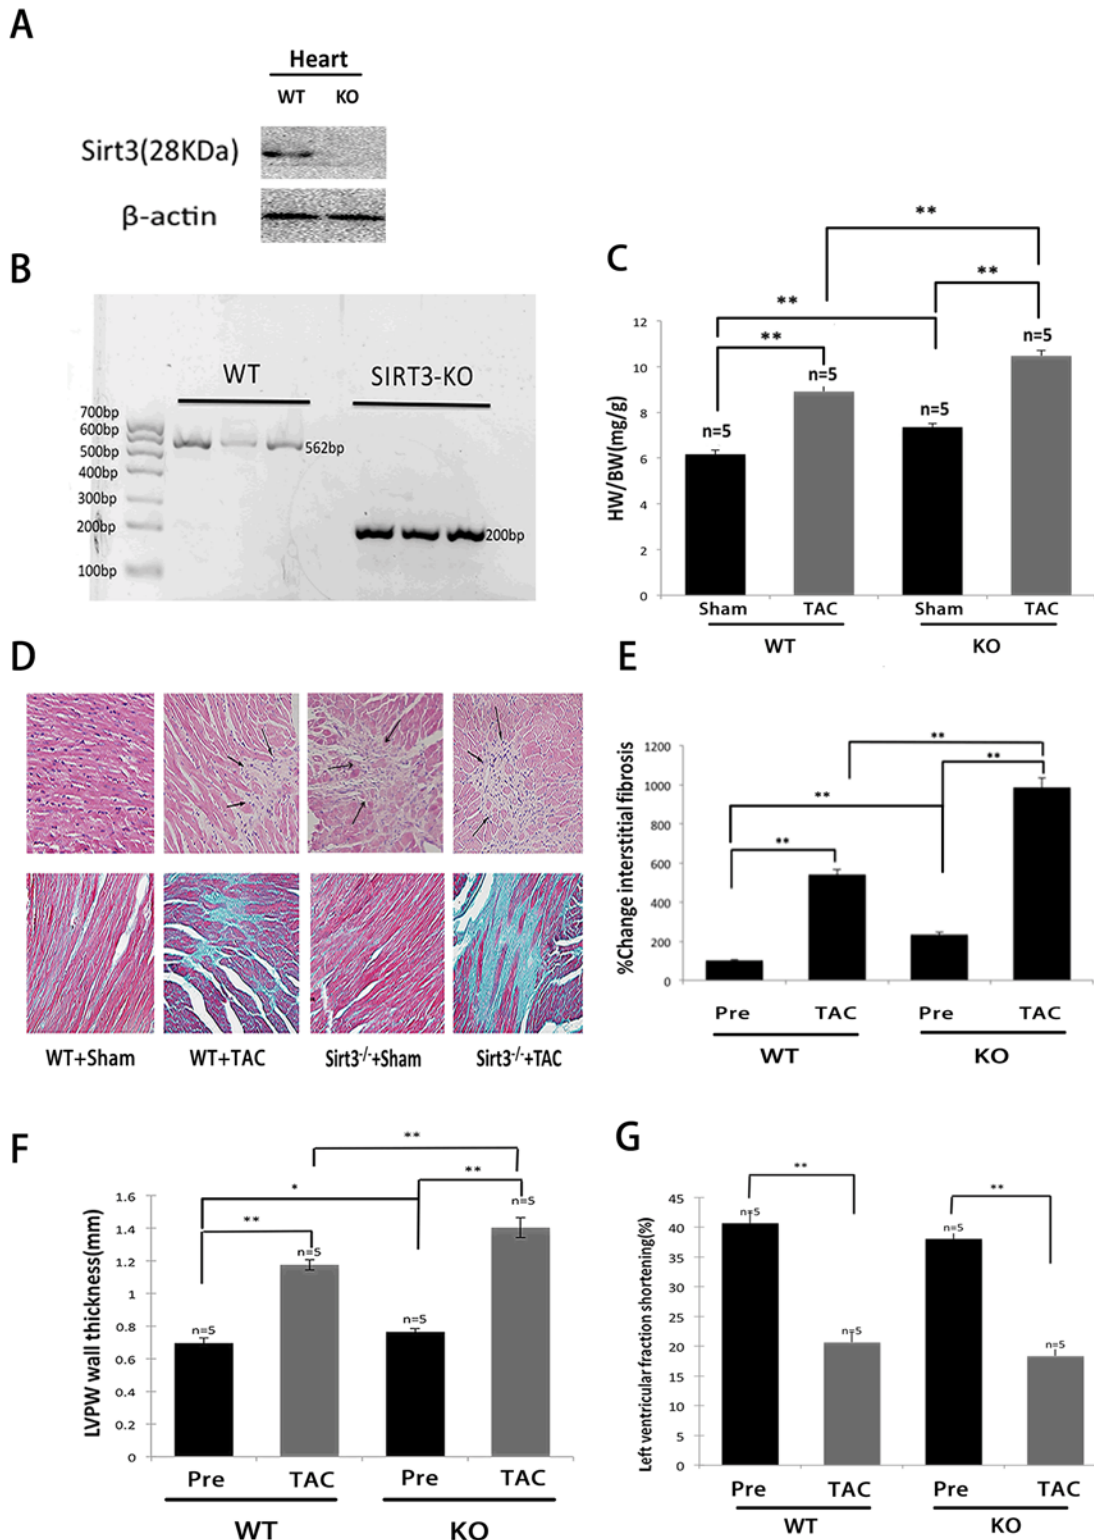 A
Heart
WT KO
Sirt3(28KDa)
β-actin
B
WT SIRT3-KO
700bp
600bp
500bp
400bp
300bp
200bp
100bp
562bp
200bp
C
**
**
**
**
HW/BW(mg/g)
12
10
8
6
4
2
0
n=5
n=5
n=5
n=5
Sham TAC Sham TAC
WT KO
D
WT+Sham WT+TAC Sirt3-/-+Sham Sirt3-/-+TAC
E
**
**
**
**
%Change interstitial fibrosis
1200
1000
800
600
400
200
0
Pre TAC Pre TAC
WT KO
F
**
**
*
**
LVPW wall thickness(mm)
1.6
1.4
1.2
1
0.8
0.6
0.4
0.2
0
n=5
n=5
n=5
n=5
Pre TAC Pre TAC
WT KO
G
**
**
Left ventricular fraction shortening(%)
45
40
35
30
25
20
15
10
5
0
n=5
n=5
n=5
n=5
Pre TAC Pre TAC
WT KO